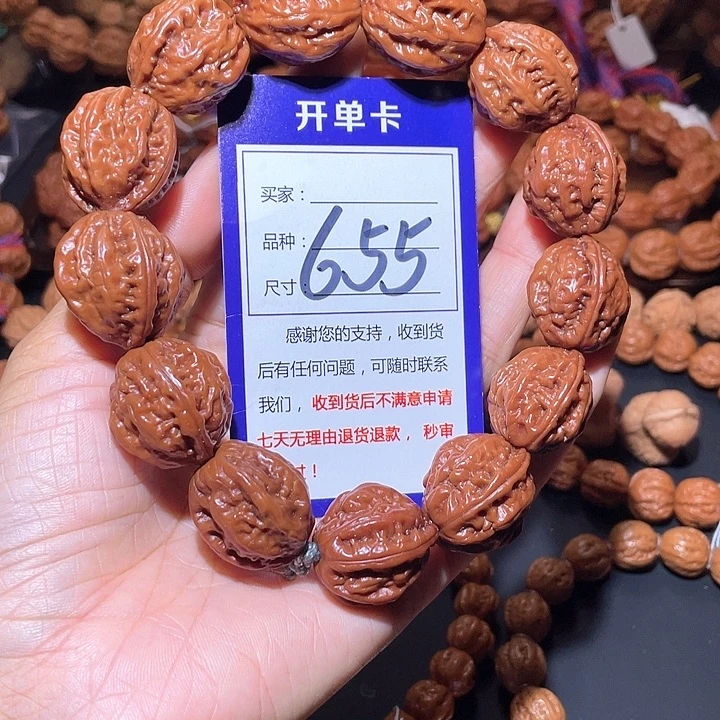 开单卡
买家：
品种：
655
尺寸：
感谢您的支持，收到货
后有任何问题，可随时联系
我们，收到货后不满意申请
七天无理由退货退款，秒审
！